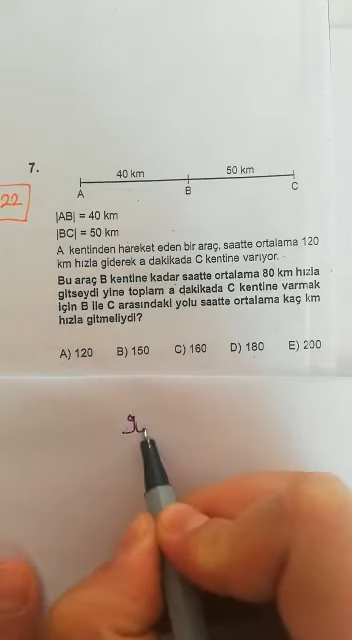 7.
40 km 50 km
A B C
22
|AB| = 40 km
|BC| = 50 km
A kentinden hareket eden bir araç, saatte ortalama 120
km hızla giderek a dakikada C kentine varıyor.
Bu araç B kentine kadar saatte ortalama 80 km hızla
gitseydi yine toplam a dakikada C kentine varmak
için B ile C arasındaki yolu saatte ortalama kaç km
hızla gitmeliydi?
A) 120 B) 150 C) 160 D) 180 E) 200